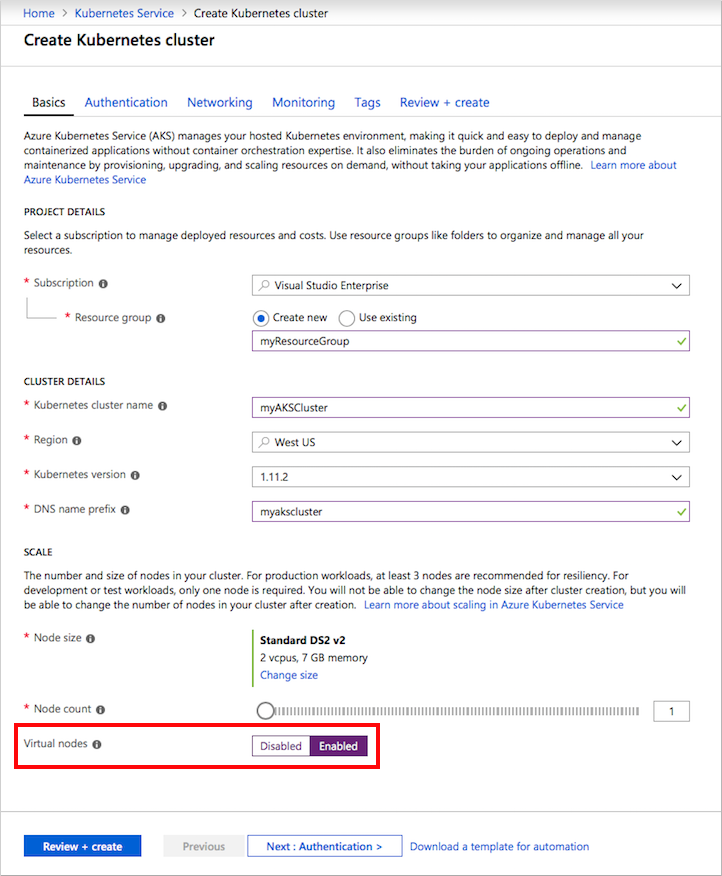 Home > Kubernetes Service > Create Kubernetes cluster
Create Kubernetes cluster
Basics Authentication Networking Monitoring Tags Review + create
Azure Kubernetes Service (AKS) manages your hosted Kubernetes environment, making it quick and easy to deploy and manage
containerized applications without container orchestration expertise. It also eliminates the burden of ongoing operations and
maintenance by provisioning, upgrading, and scaling resources on demand, without taking your applications offline. Learn more about
Azure Kubernetes Service
PROJECT DETAILS
Select a subscription to manage deployed resources and costs. Use resource groups like folders to organize and manage all your
resources.
* Subscription Visual Studio Enterprise
* Resource group Create new Use existing
myResourceGroup
CLUSTER DETAILS
* Kubernetes cluster name myAKSCluster
* Region West US
* Kubernetes version 1.11.2
* DNS name prefix myakscluster
SCALE
The number and size of nodes in your cluster. For production workloads, at least 3 nodes are recommended for resiliency. For
development or test workloads, only one node is required. You will not be able to change the node size after cluster creation, but you will
be able to change the number of nodes in your cluster after creation. Learn more about scaling in Azure Kubernetes Service
* Node size Standard DS2 v2
2 vcpus, 7 GB memory
Change size
* Node count 1
Virtual nodes Disabled Enabled
Review + create Previous Next : Authentication > Download a template for automation